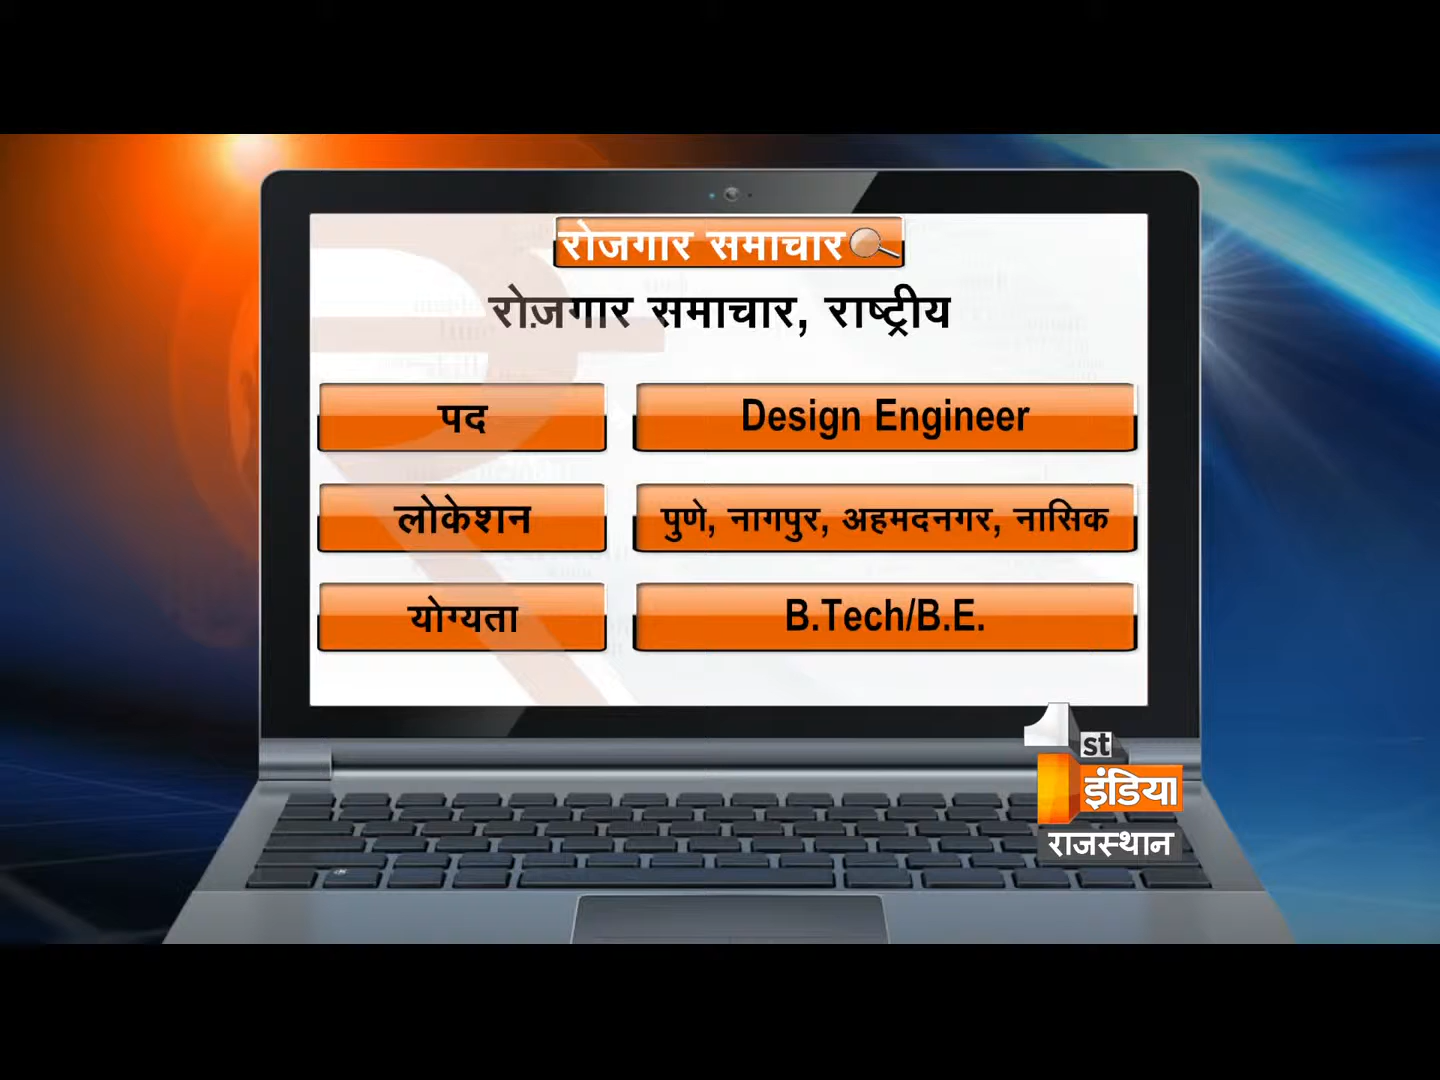 रोजगार समाचार
रोज़गार समाचार, राष्ट्रीय
पद
Design Engineer
लोकेशन
पुणे, नागपुर, अहमदनगर, नासिक
योग्यता
B.Tech/B.E.
1st
इंडिया
राजस्थान